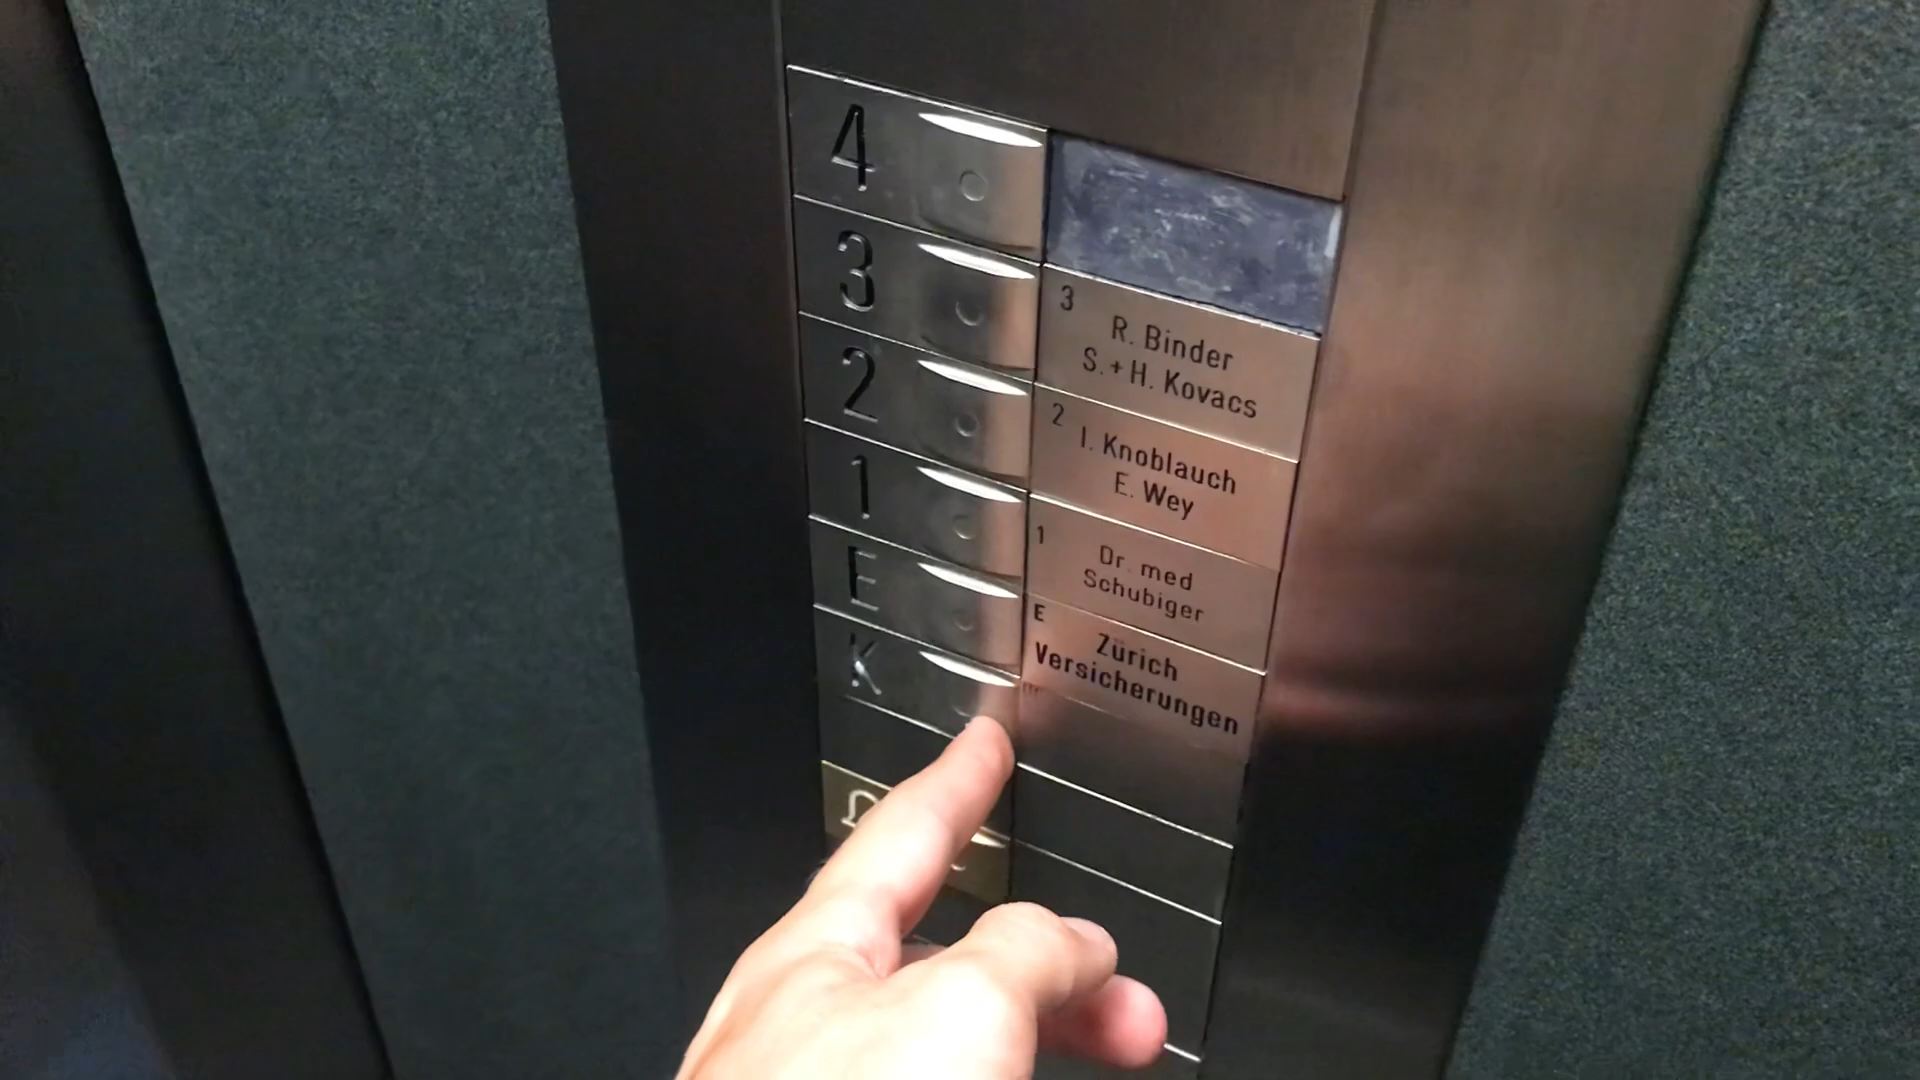 4
3
3
R. Binder
S. + H. Kovacs
2
2
I. Knoblauch
E. Wey
1
1
Dr. med
Schubiger
E
E
Zürich
Versicherungen
K